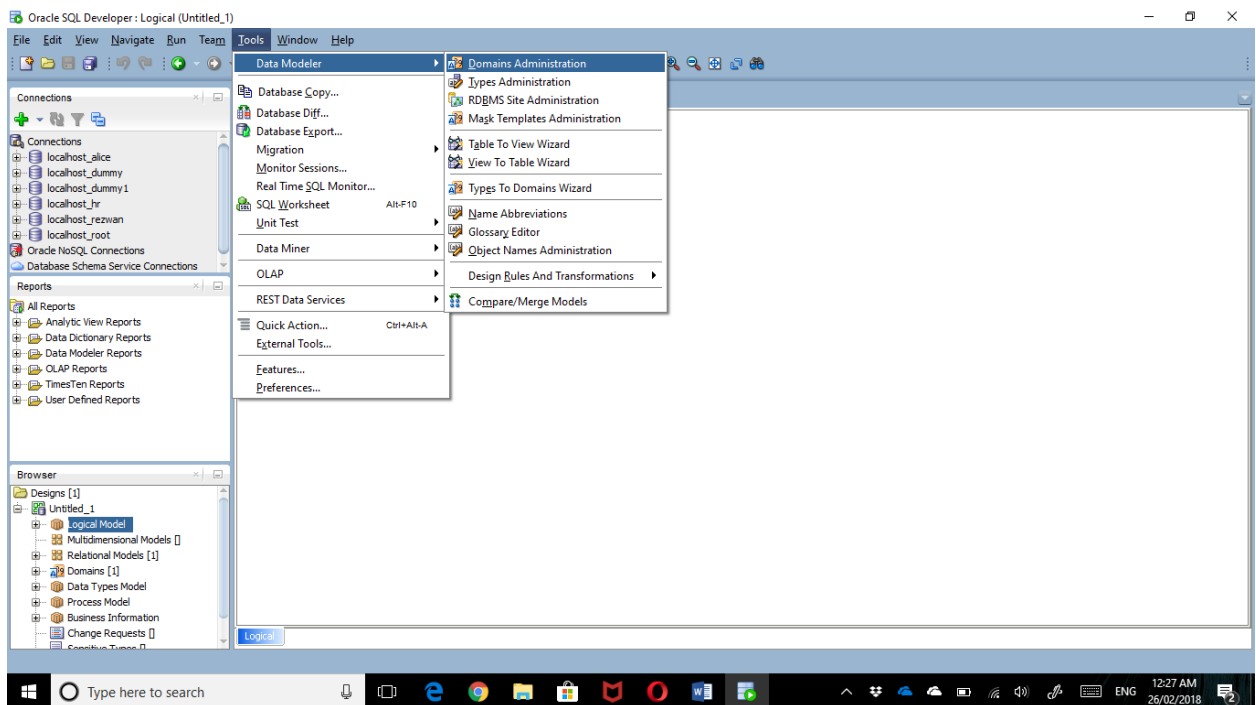 Oracle SQL Developer : Logical (Untitled_1)
File Edit View Navigate Run Team Tools Window Help
Data Modeler
Database Copy...
Database Diff...
Database Export...
Migration
Monitor Sessions...
Real Time SQL Monitor...
SQL Worksheet Alt-F10
Unit Test
Data Miner
OLAP
REST Data Services
Quick Action... Ctrl+Alt-A
External Tools...
Features...
Preferences...
Domains Administration
Types Administration
RDBMS Site Administration
Mask Templates Administration
Table To View Wizard
View To Table Wizard
Types To Domains Wizard
Name Abbreviations
Glossary Editor
Object Names Administration
Design Rules And Transformations
Compare/Merge Models
Connections
Connections
localhost_alice
localhost_dummy
localhost_dummy1
localhost_hr
localhost_rezwan
localhost_root
Oracle NoSQL Connections
Database Schema Service Connections
Reports
All Reports
Analytic View Reports
Data Dictionary Reports
Data Modeler Reports
OLAP Reports
TimesTen Reports
User Defined Reports
Browser
Designs [1]
Untitled_1
Logical Model
Multidimensional Models []
Relational Models [1]
Domains [1]
Data Types Model
Process Model
Business Information
Change Requests []
Sensitive Types []
Logical
Type here to search
ENG
12:27 AM
26/02/2018